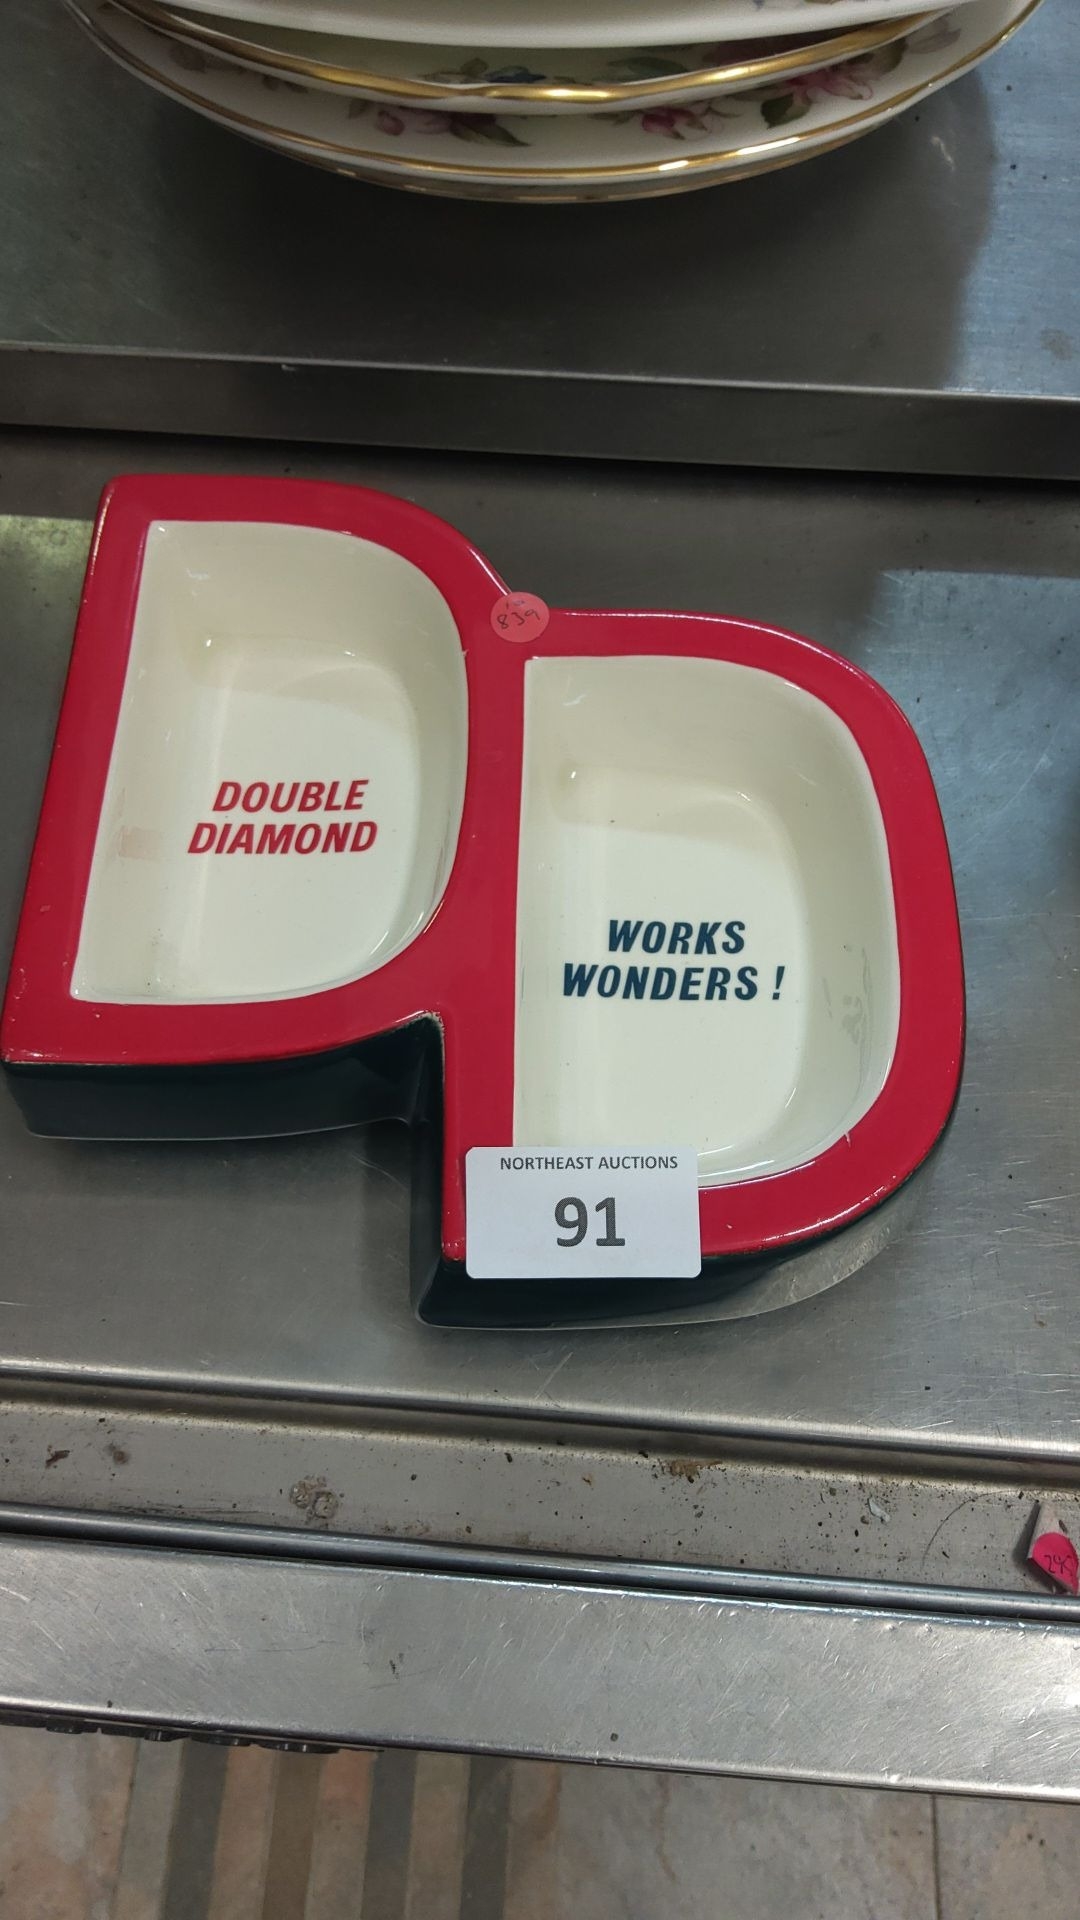 839
DOUBLE
DIAMOND
WORKS
WONDERS !
NORTHEAST AUCTIONS
91